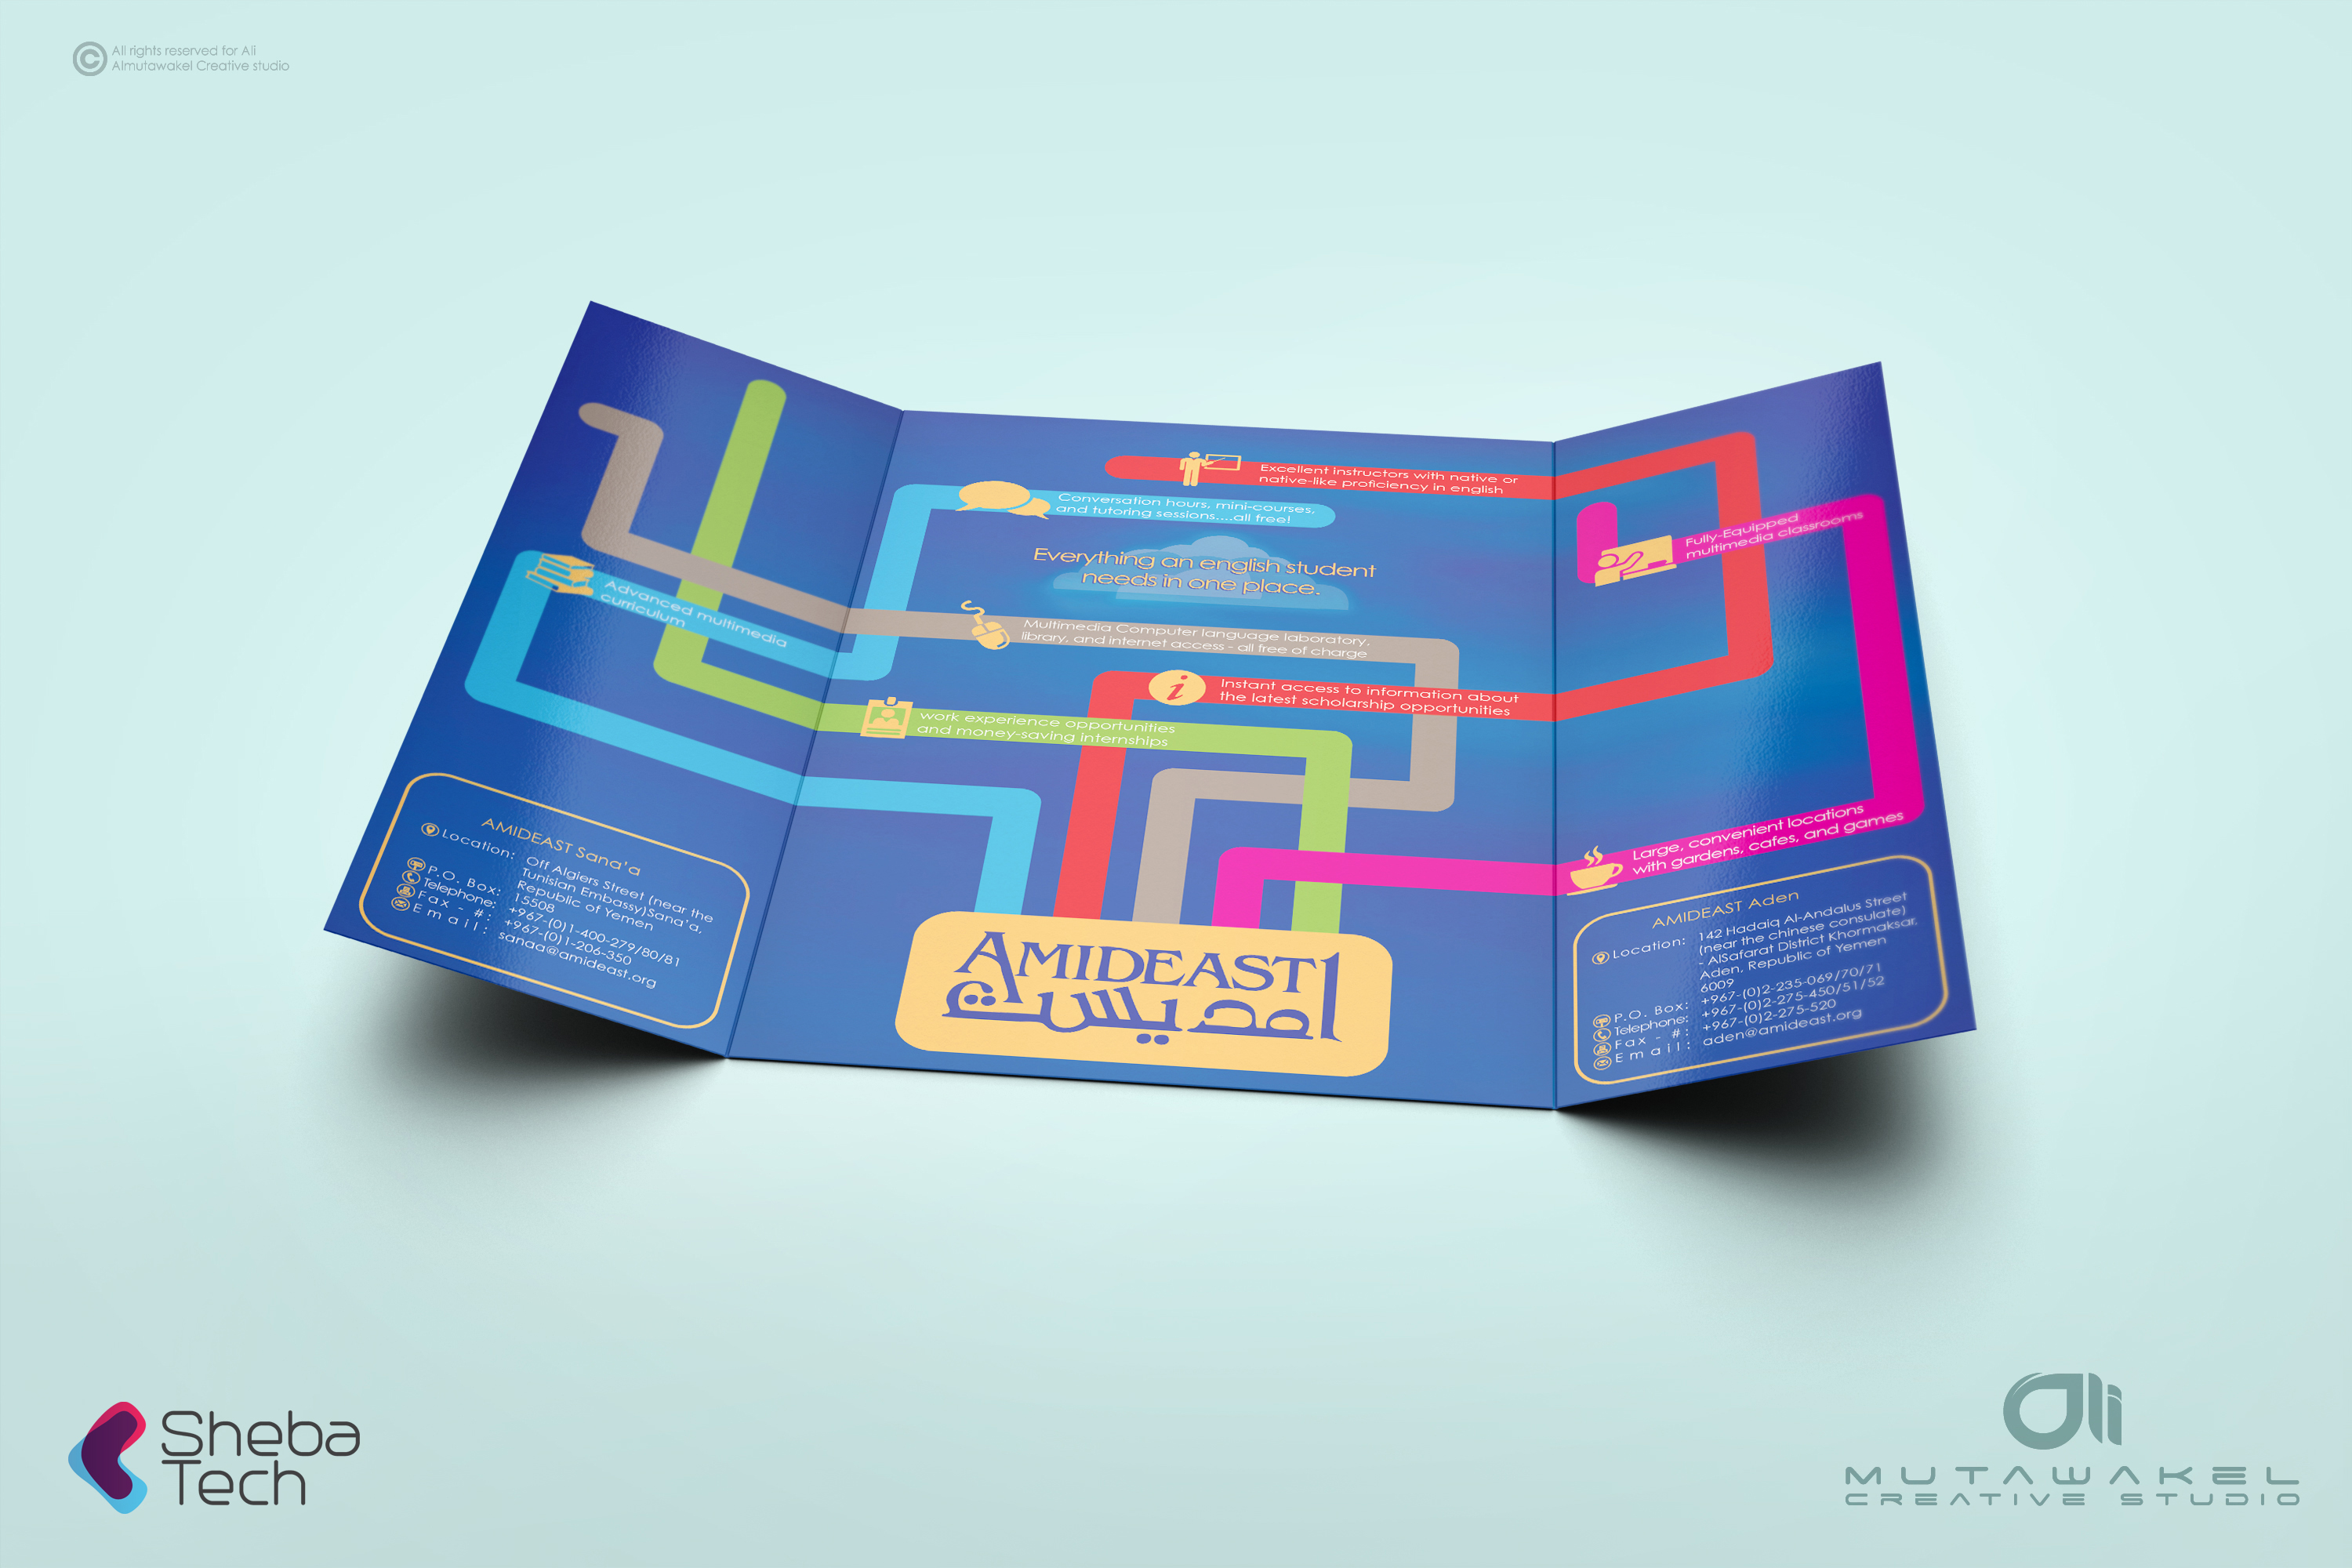 All rights reserved for Ali
Almutawakel Creative studio
Advanced multimedia
curriculum
AMIDEAST Sana'a
Location: Off Algiers Street (near the
Tunisian Embassy)Sana'a,
Republic of Yemen
P.O. Box: 15508
Telephone: +967-(0)1-400-279/80/81
Fax - #: +967-(0)1-206-350
Email: sanaa@amideast.org
Excellent instructors with native or
native-like proficiency in english
Conversation hours, mini-courses,
and tutoring sessions....all free!
Everything an english student
needs in one place.
Multimedia Computer language laboratory,
library, and internet access - all free of charge
i
Instant access to information about
the latest scholarship opportunities
work experience opportunities
and money-saving internships
AMIDEAST
امديست
Fully-Equipped
multimedia classrooms
Large, convenient locations
with gardens, cafes, and games
AMIDEAST Aden
Location: 142 Hadaiq Al-Andalus Street
(near the chinese consulate)
- AlSafarat District Khormaksar,
Aden, Republic of Yemen
P.O. Box: 6009
Telephone: +967-(0)2-235-069/70/71
+967-(0)2-275-450/51/52
Fax - #: +967-(0)2-275-520
Email: aden@amideast.org
Sheba
Tech
ali
MUTAWAKEL
CREATIVE STUDIO